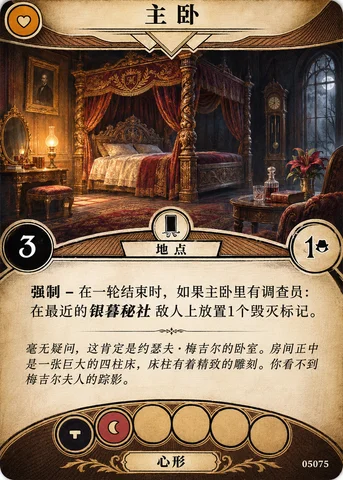 主卧
3
地点
1
强制 – 在一轮结束时，如果主卧里有调查员：
在最近的银暮秘社 敌人上放置1个毁灭标记。
毫无疑问，这肯定是约瑟夫·梅吉尔的卧室。房间正中
是一张巨大的四柱床，床柱有着精致的雕刻。你看不到
梅吉尔夫人的踪影。
心形
05075